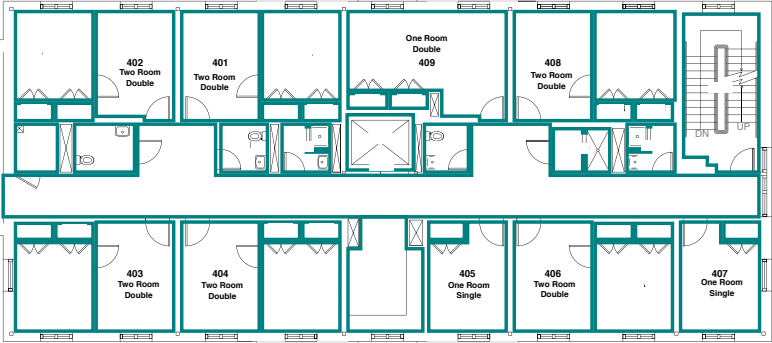 One Room
Double
409
402
Two Room
Double
401
Two Room
Double
408
Two Room
Double
DN
UP
403
Two Room
Double
404
Two Room
Double
405
One Room
Single
406
Two Room
Double
407
One Room
Single